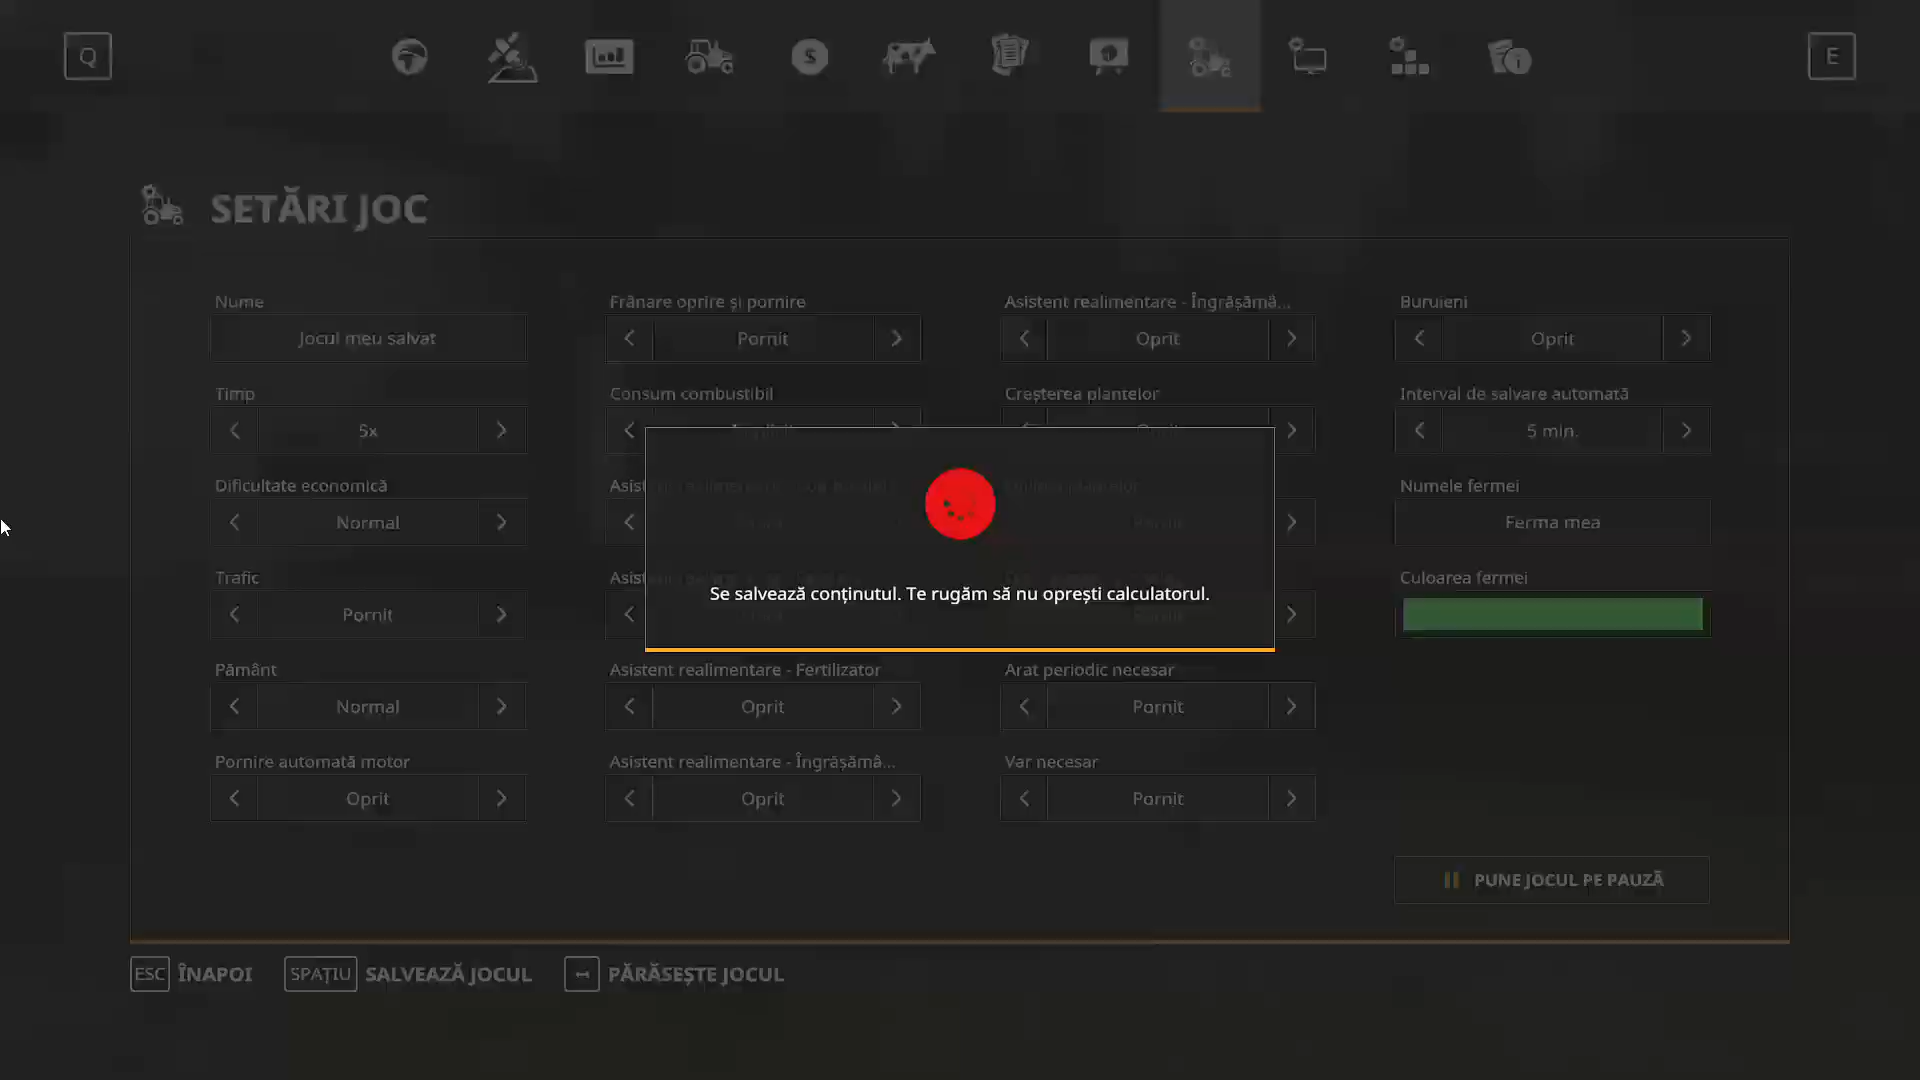 Q
E
SETĂRI JOC
Nume
Jocul meu salvat
Timp
5x
Dificultate economică
Normal
Trafic
Pornit
Pământ
Normal
Pornire automată motor
Oprit
Frânare oprire și pornire
Pornit
Consum combustibil
Asistent realimentare - Fertilizator
Oprit
Asistent realimentare - Îngrășămâ...
Oprit
Asistent realimentare - Îngrășămâ...
Oprit
Creșterea plantelor
Oprit
Pornit
Pornit
Arat periodic necesar
Pornit
Var necesar
Pornit
Buruieni
Oprit
Interval de salvare automată
5 min.
Numele fermei
Ferma mea
Culoarea fermei
Se salvează conținutul. Te rugăm să nu oprești calculatorul.
PUNE JOCUL PE PAUZĂ
ESC ÎNAPOI SPAȚIU SALVEAZĂ JOCUL PĂRĂSEȘTE JOCUL